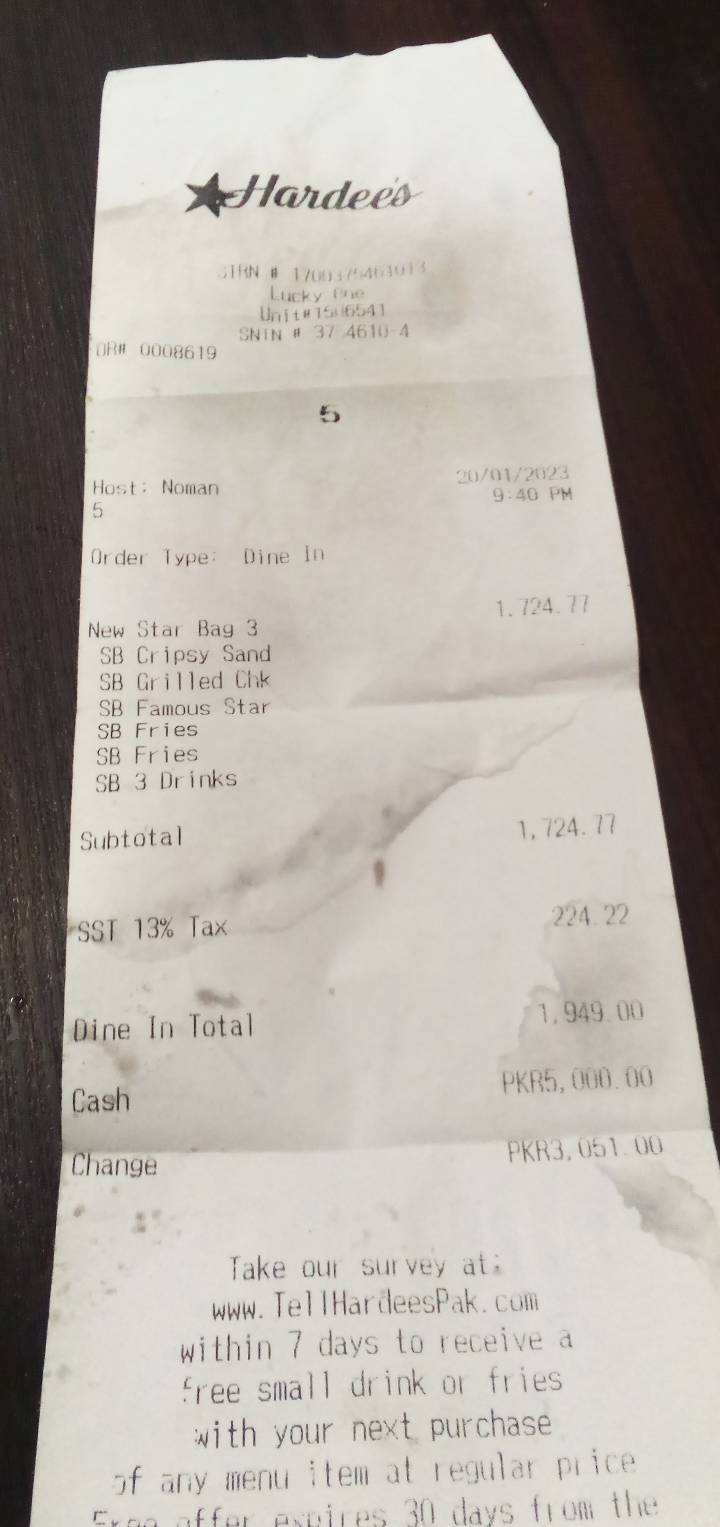 Hardee's
STRN #
Lucky One
Unit#1506541
SNTN # 37 4610-4
OR# 0008619
5
20/01/2023
Host: Noman 9:40 PM
5
Order Type: Dine In
1,724.77
New Star Bag 3
SB Cripsy Sand
SB Grilled Chk
SB Famous Star
SB Fries
SB Fries
SB 3 Drinks
Subtotal 1,724.77
SST 13% Tax 224.22
Dine In Total 1,949.00
Cash PKR5,000.00
Change PKR3,051.00
Take our survey at:
www.TellHardeesPak.com
within 7 days to receive a
free small drink or fries
with your next purchase
of any menu item at regular price
Free offer expires 30 days from the